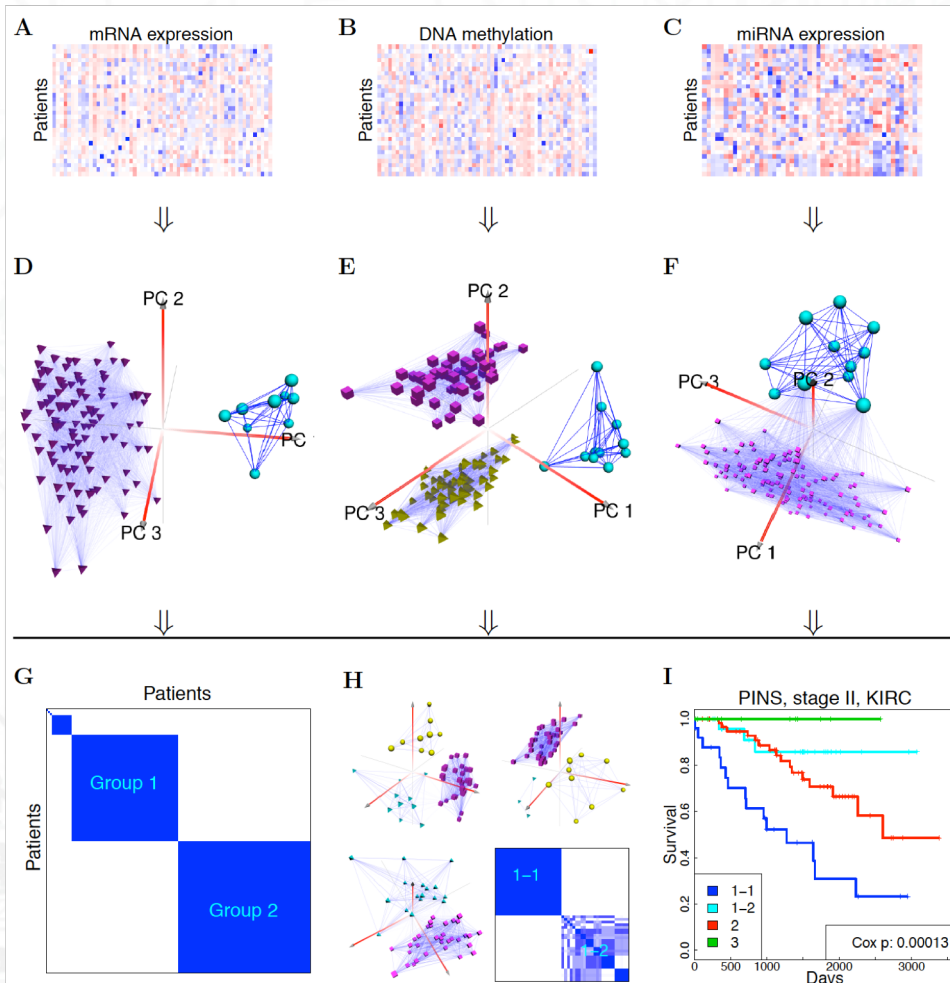 A
mRNA expression
Patients
B
DNA methylation
Patients
C
miRNA expression
Patients
D
PC 2
PC
PC 3
E
PC 2
PC 3
PC 1
F
PC 3
PC 2
PC 1
G
Patients
Patients
Group 1
Group 2
H
1-1
I
PINS, stage II, KIRC
Survival
1.0
0.8
0.6
0.4
0.2
0.0
1-1
1-2
2
3
Cox p: 0.00013
0
500
1000
2000
3000
Days